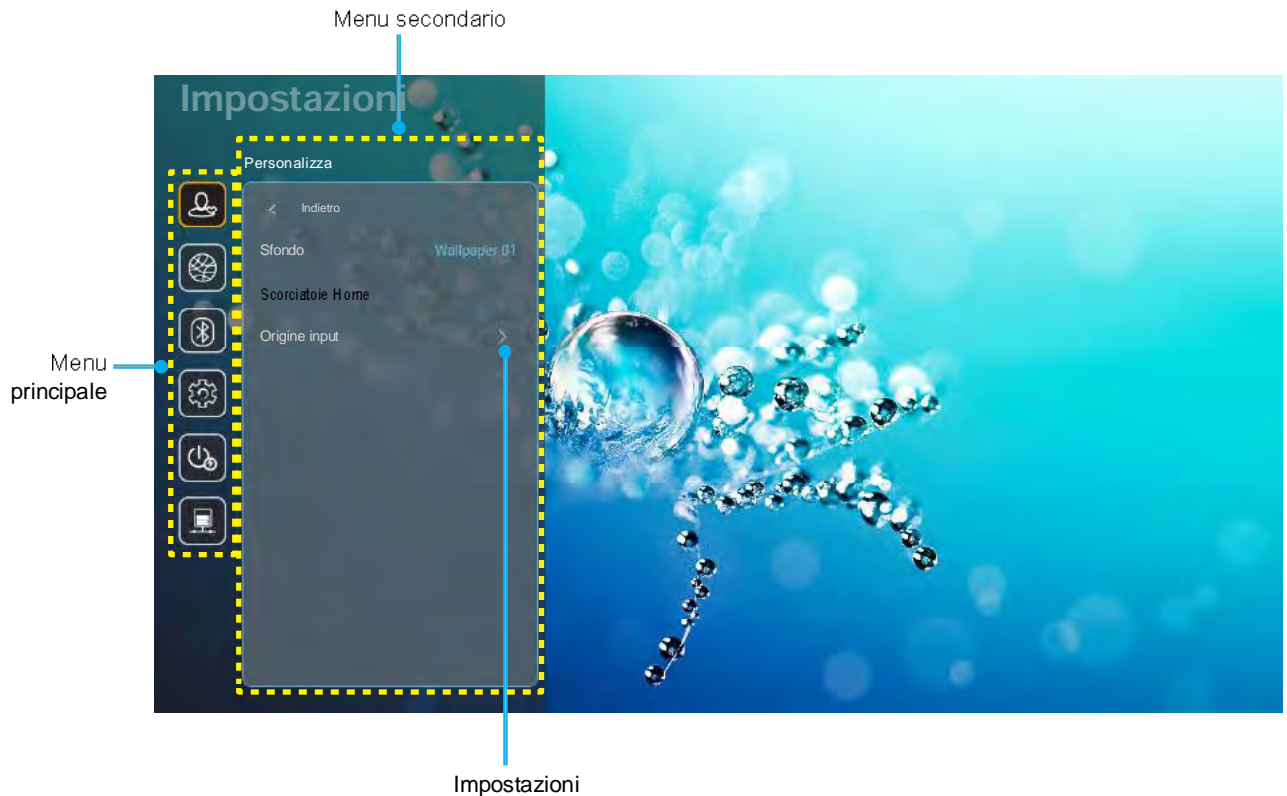 Menu secondario
Impostazioni
Personalizza
Indietro
Sfondo Wallpaper 01
Scorciatoie Home
Origine input
Menu
principale
Impostazioni